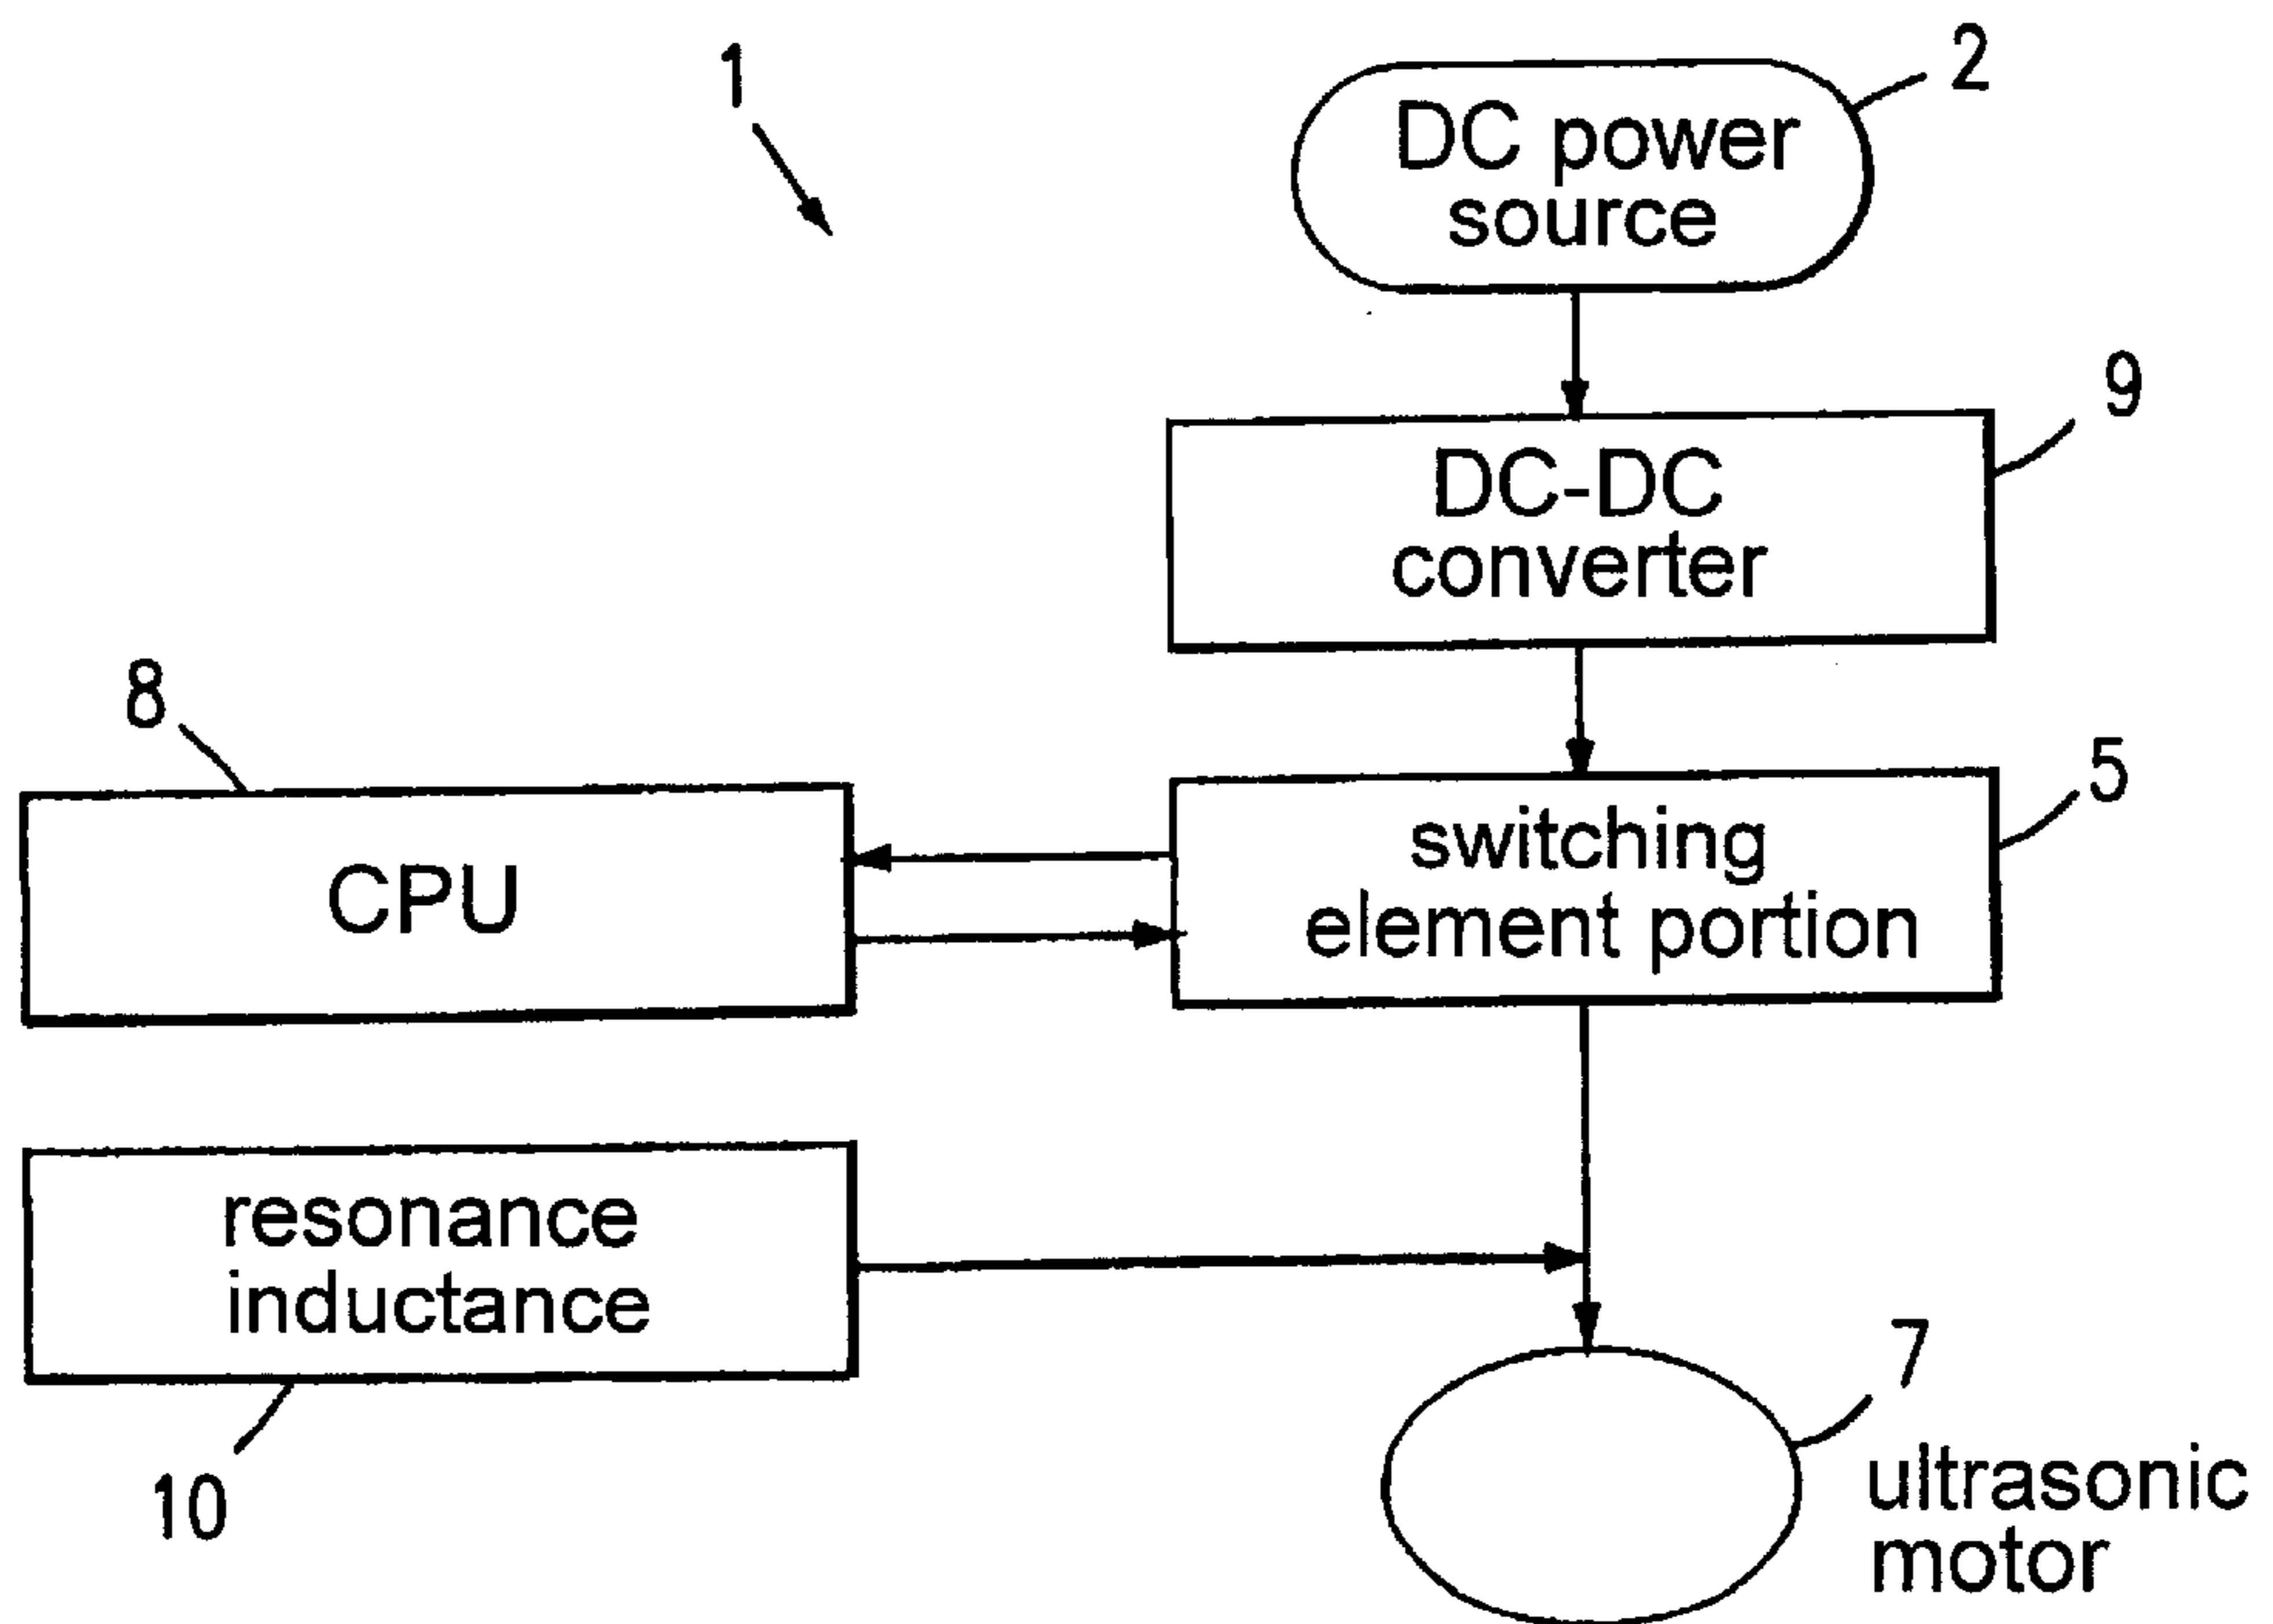 1
2
DC power
source
9
DC-DC
converter
8
5
CPU
switching
element portion
resonance
inductance
10
7
ultrasonic
motor